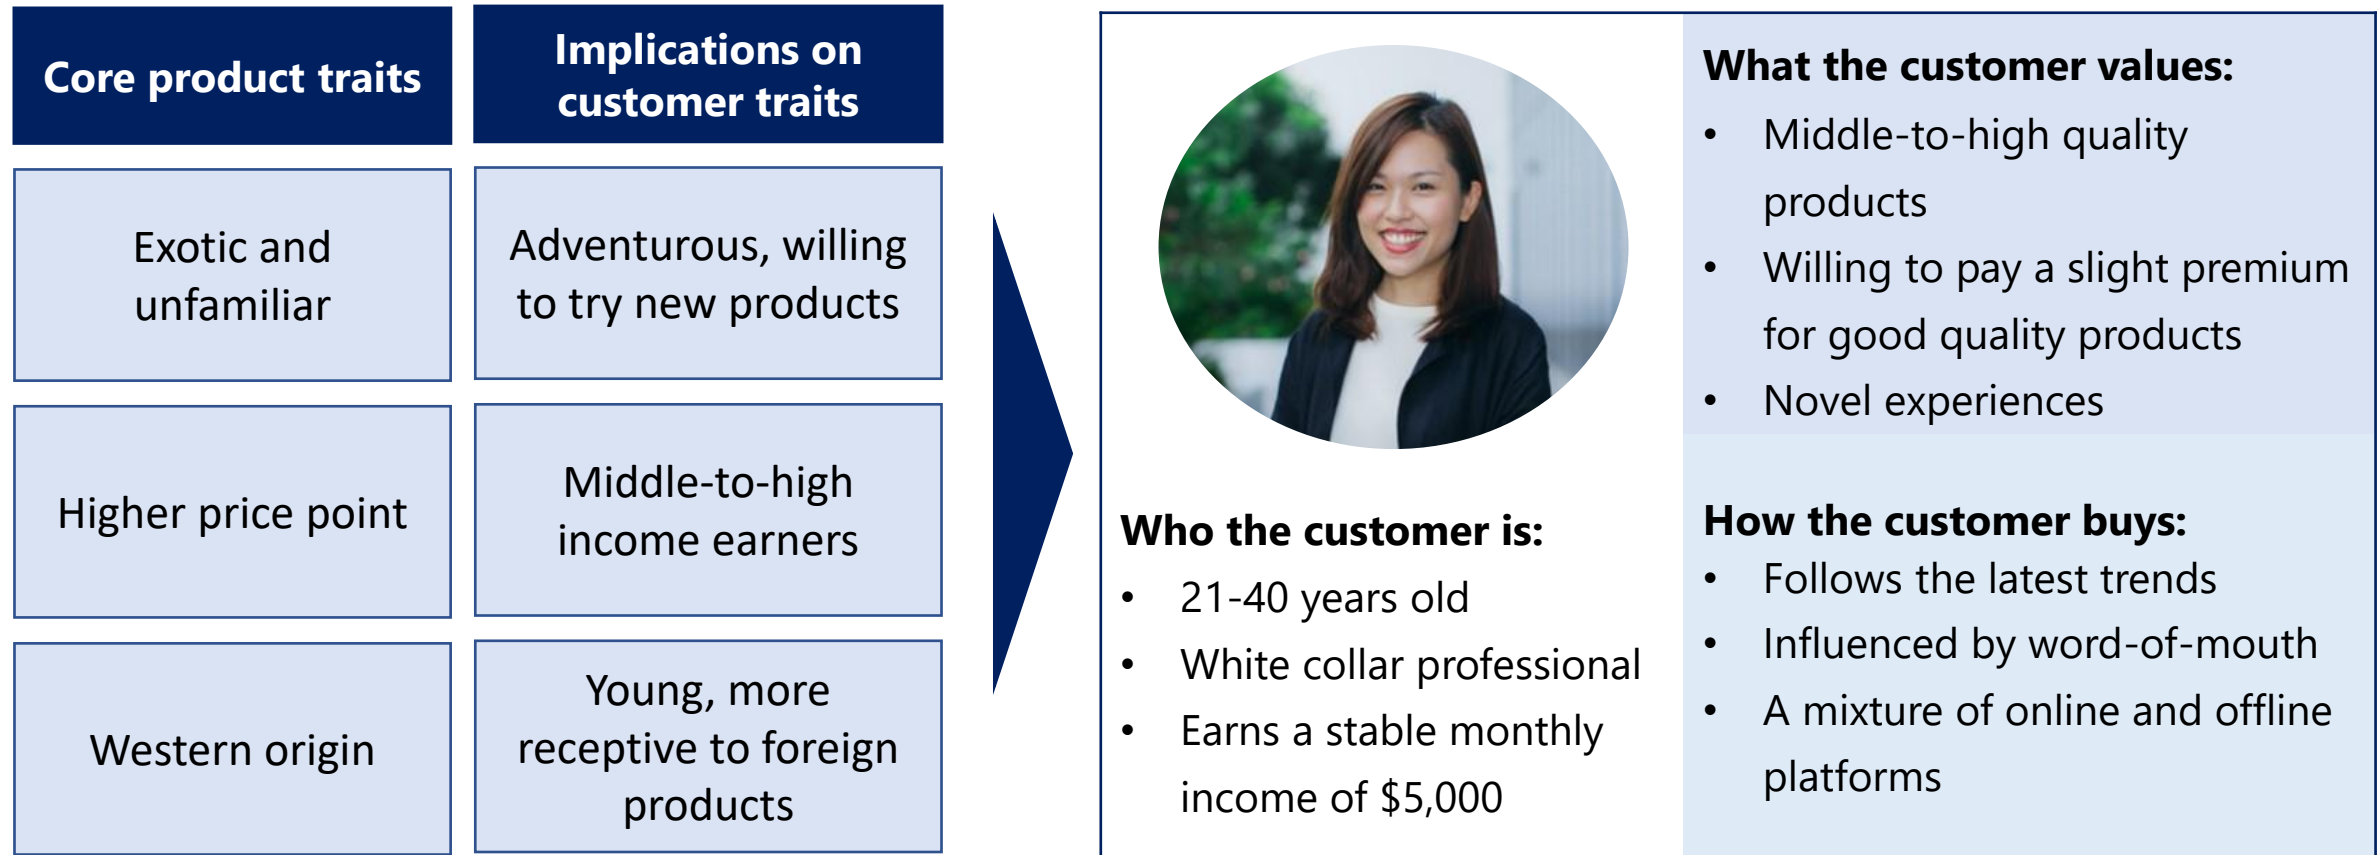 Core product traits
Implications on
customer traits
Exotic and
unfamiliar
Adventurous, willing
to try new products
Higher price point
Middle-to-high
income earners
Western origin
Young, more
receptive to foreign
products
Who the customer is:
• 21-40 years old
• White collar professional
• Earns a stable monthly
income of $5,000
What the customer values:
• Middle-to-high quality
products
• Willing to pay a slight premium
for good quality products
• Novel experiences
How the customer buys:
• Follows the latest trends
• Influenced by word-of-mouth
• A mixture of online and offline
platforms